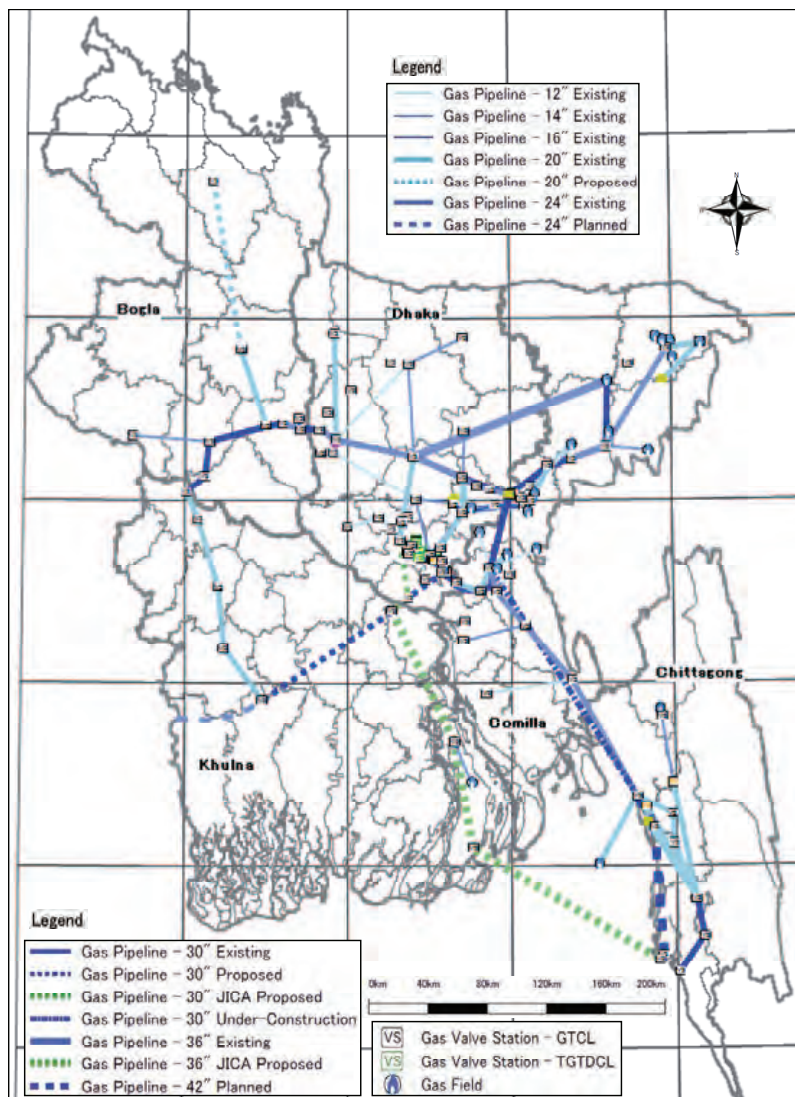 Legend
Gas Pipeline - 12" Existing
Gas Pipeline - 14" Existing
Gas Pipeline - 16" Existing
Gas Pipeline - 20" Existing
Gas Pipeline - 20" Proposed
Gas Pipeline - 24" Existing
Gas Pipeline - 24" Planned
N
S
Bogla
Dhaka
Chittagong
Comilla
Khulna
Legend
Gas Pipeline - 30" Existing
Gas Pipeline - 30" Proposed
Gas Pipeline - 30" JICA Proposed
Gas Pipeline - 30" Under-Construction
Gas Pipeline - 36" Existing
Gas Pipeline - 36" JICA Proposed
Gas Pipeline - 42" Planned
0km 40km 80km 120km 160km 200km
VS Gas Valve Station - GTCL
VS Gas Valve Station - TGTDCL
Gas Field